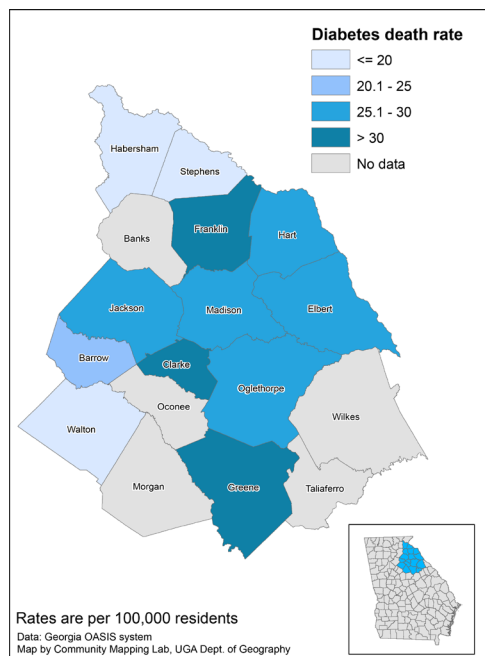 Diabetes death rate
<= 20
20.1 - 25
25.1 - 30
> 30
No data
Habersham
Stephens
Banks
Franklin
Hart
Jackson
Madison
Elbert
Barrow
Clarke
Oglethorpe
Oconee
Walton
Wilkes
Morgan
Greene
Taliaferro
Rates are per 100,000 residents
Data: Georgia OASIS system
Map by Community Mapping Lab, UGA Dept. of Geography